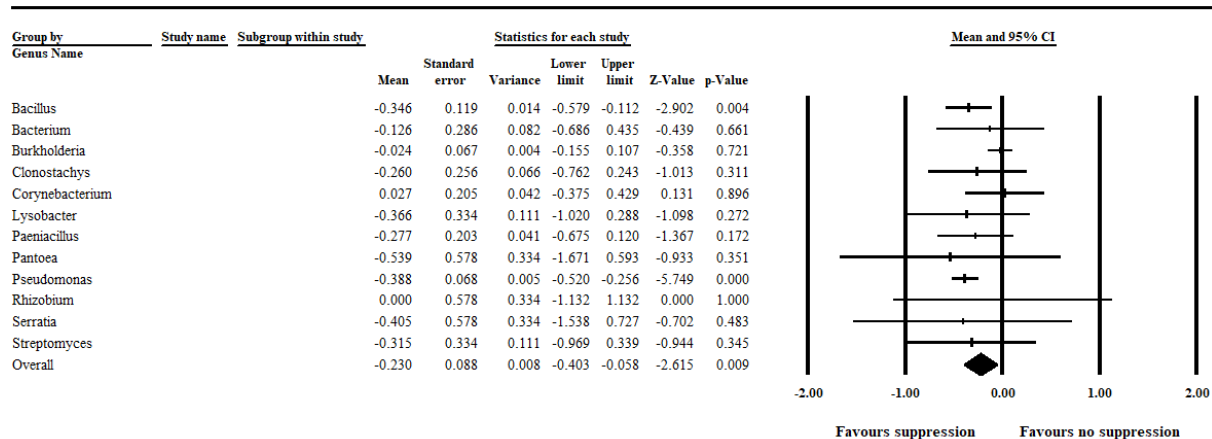 Group by Study name Subgroup within study Statistics for each study Mean and 95% CI
Genus Name
Standard Lower Upper
Mean error Variance limit limit Z-Value p-Value
Bacillus -0.346 0.119 0.014 -0.579 -0.112 -2.902 0.004
Bacterium -0.126 0.286 0.082 -0.686 0.435 -0.439 0.661
Burkholderia -0.024 0.067 0.004 -0.155 0.107 -0.358 0.721
Clonostachys -0.260 0.256 0.066 -0.762 0.243 -1.013 0.311
Corynebacterium 0.027 0.205 0.042 -0.375 0.429 0.131 0.896
Lysobacter -0.366 0.334 0.111 -1.020 0.288 -1.098 0.272
Paeniacillus -0.277 0.203 0.041 -0.675 0.120 -1.367 0.172
Pantoea -0.539 0.578 0.334 -1.671 0.593 -0.933 0.351
Pseudomonas -0.388 0.068 0.005 -0.520 -0.256 -5.749 0.000
Rhizobium 0.000 0.578 0.334 -1.132 1.132 0.000 1.000
Serratia -0.405 0.578 0.334 -1.538 0.727 -0.702 0.483
Streptomyces -0.315 0.334 0.111 -0.969 0.339 -0.944 0.345
Overall -0.230 0.088 0.008 -0.403 -0.058 -2.615 0.009
-2.00 -1.00 0.00 1.00 2.00
Favours suppression Favours no suppression